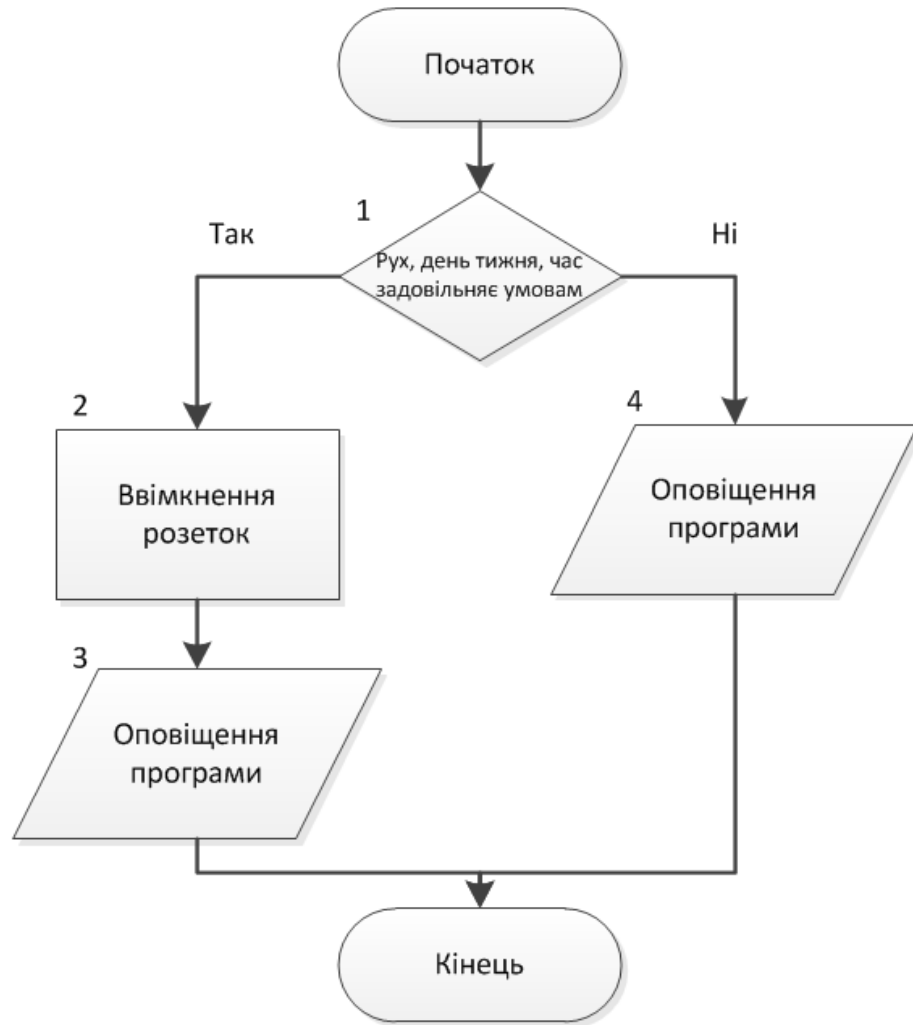 Початок
1
Так
Ні
Рух, день тижня, час
задовільняє умовам
2
4
Ввімкнення
розеток
Оповіщення
програми
3
Оповіщення
програми
Кінець